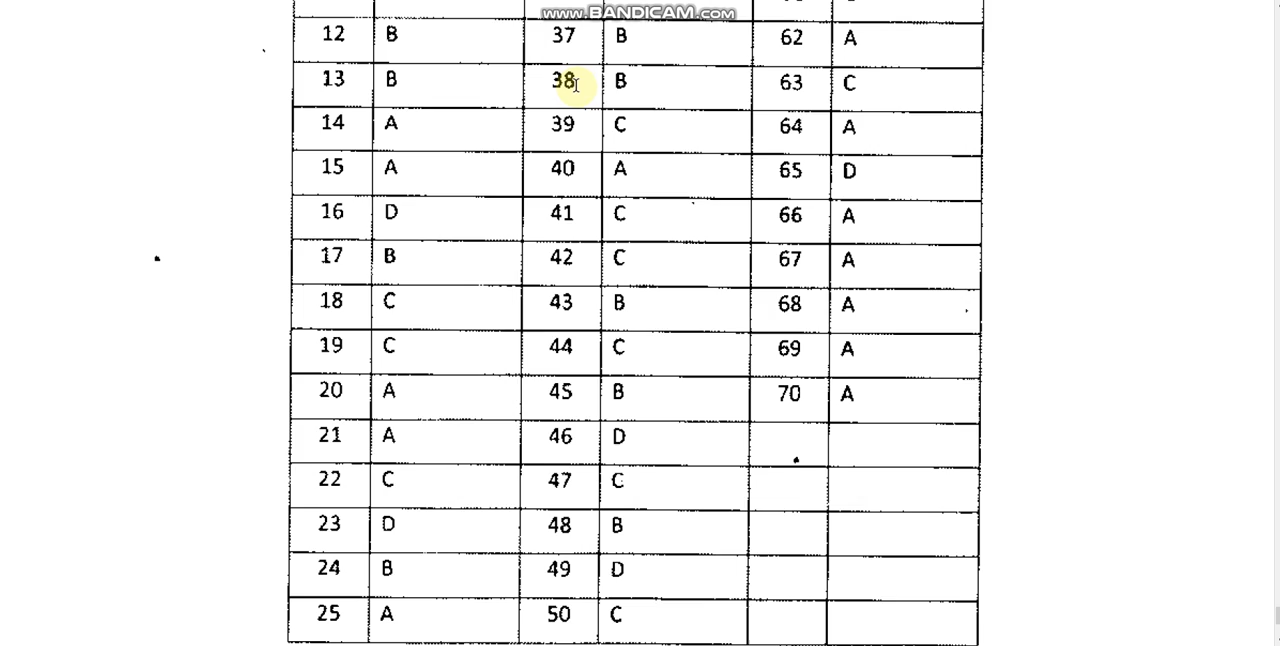 www.BANDICAM.com
12 B 37 B 62 A
13 B 38 B 63 C
14 A 39 C 64 A
15 A 40 A 65 D
16 D 41 C 66 A
17 B 42 C 67 A
18 C 43 B 68 A
19 C 44 C 69 A
20 A 45 B 70 A
21 A 46 D
22 C 47 C
23 D 48 B
24 B 49 D
25 A 50 C